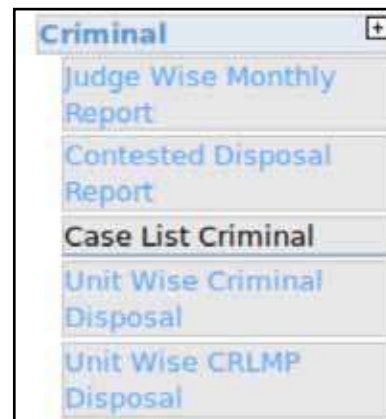 Criminal
Judge Wise Monthly
Report
Contested Disposal
Report
Case List Criminal
Unit Wise Criminal
Disposal
Unit Wise CRLMP
Disposal